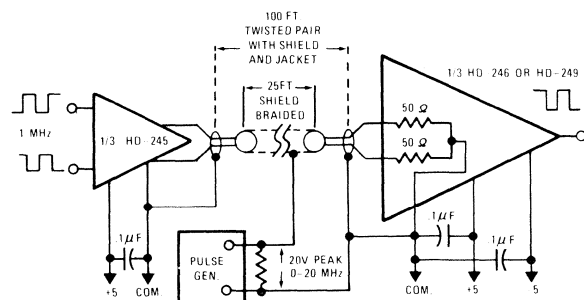 100 FT
TWISTED PAIR
WITH SHIELD
AND JACKET
25FT
SHIELD
BRAIDED
1/3 HD 246 OR HD-249
1 MHz
1/3 HD-245
50 Ω
50 Ω
.1μF
+5
COM.
PULSE
GEN.
20V PEAK
0-20 MHz
.1μF
.1μF
COM.
+5
5